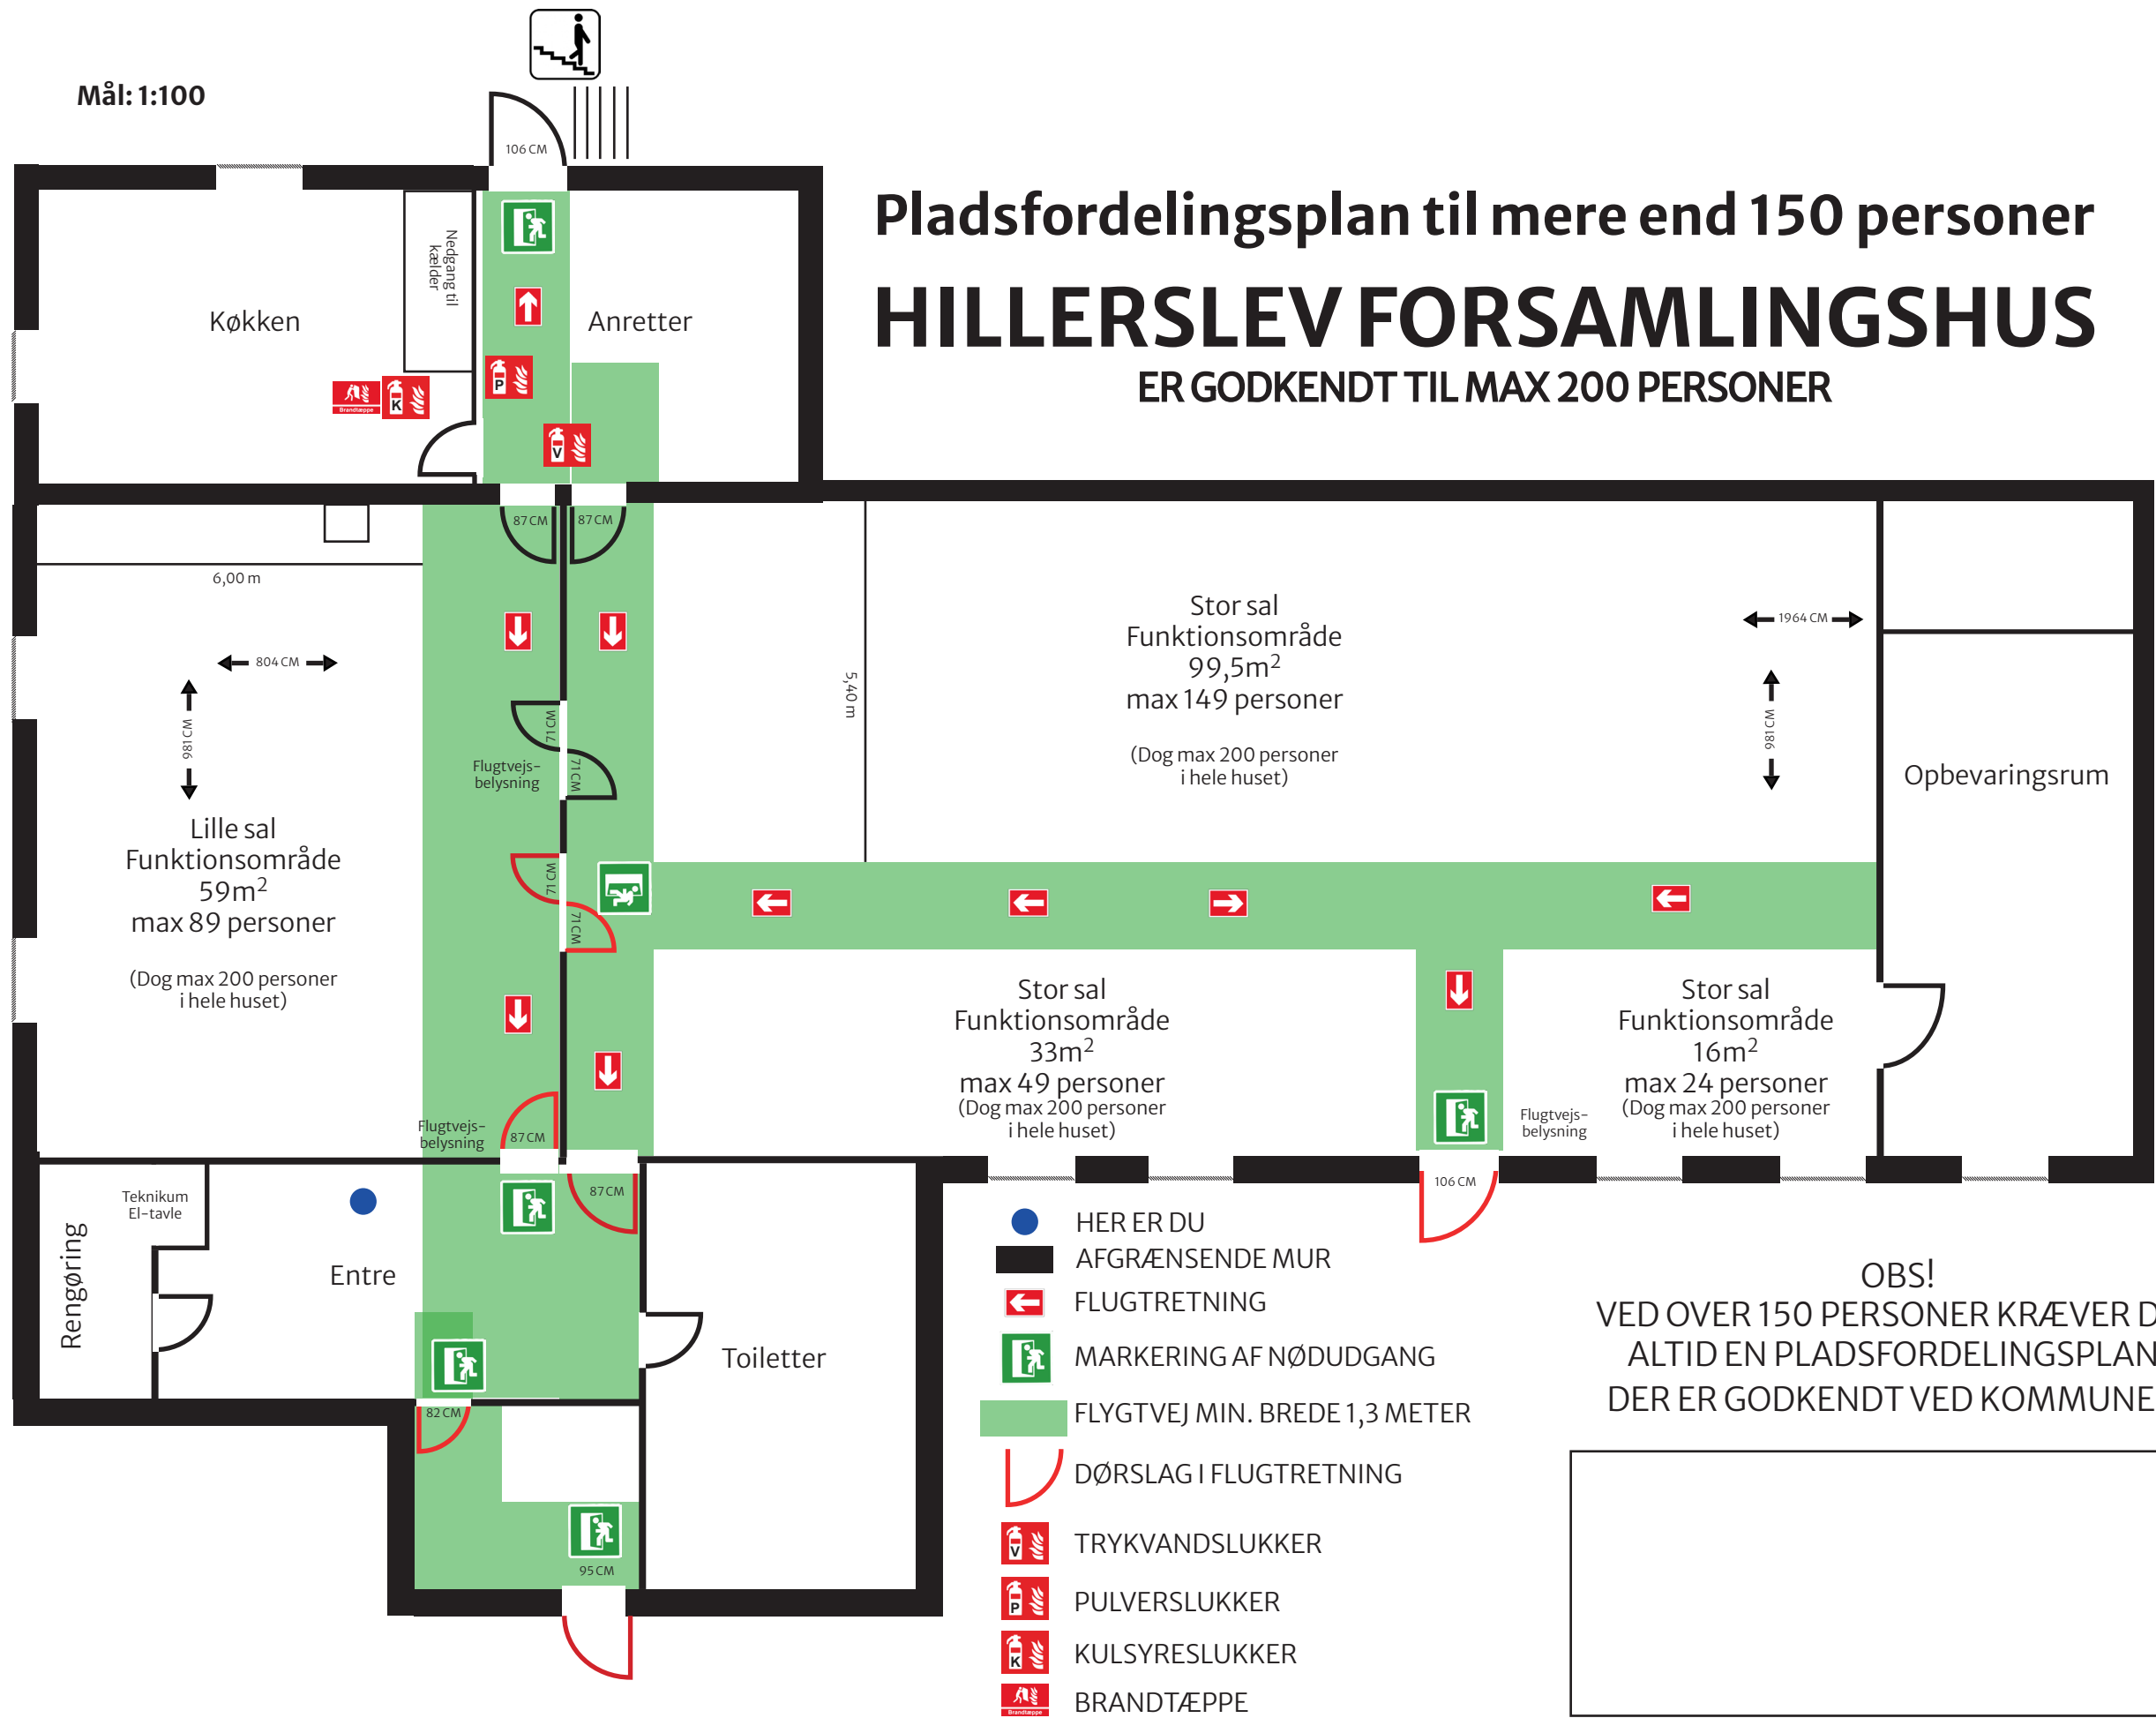 Mål: 1:100
106 CM
Pladsfordelingsplan til mere end 150 personer
HILLERSLEV FORSAMLINGSHUS
ER GODKENDT TIL MAX 200 PERSONER
Køkken
Nedgang til
kælder
Anretter
P
Brandtæppe
K
V
87 CM
87 CM
6,00 m
804 CM
981 CM
Lille sal
Funktionsområde
59m²
max 89 personer
(Dog max 200 personer
i hele huset)
71 CM
71 CM
Flugtvejs-
belysning
71 CM
71 CM
5,40 m
Stor sal
Funktionsområde
99,5m²
max 149 personer
(Dog max 200 personer
i hele huset)
1964 CM
981 CM
Opbevaringsrum
Stor sal
Funktionsområde
33m²
max 49 personer
(Dog max 200 personer
i hele huset)
Stor sal
Funktionsområde
16m²
max 24 personer
(Dog max 200 personer
i hele huset)
Flugtvejs-
belysning
87 CM
Flugtvejs-
belysning
87 CM
106 CM
Teknikum
El-tavle
Rengøring
Entre
Toiletter
82 CM
95 CM
HER ER DU
AFGRÆNSENDE MUR
FLUGTRETNING
MARKERING AF NØDUDGANG
FLYGTVEJ MIN. BREDE 1,3 METER
DØRSLAG I FLUGTRETNING
V
TRYKVANDSLUKKER
P
PULVERSLUKKER
K
KULSYRESLUKKER
Brandtæppe
BRANDTÆPPE
OBS!
VED OVER 150 PERSONER KRÆVER D
ALTID EN PLADSFORDELINGSPLAN
DER ER GODKENDT VED KOMMUNE